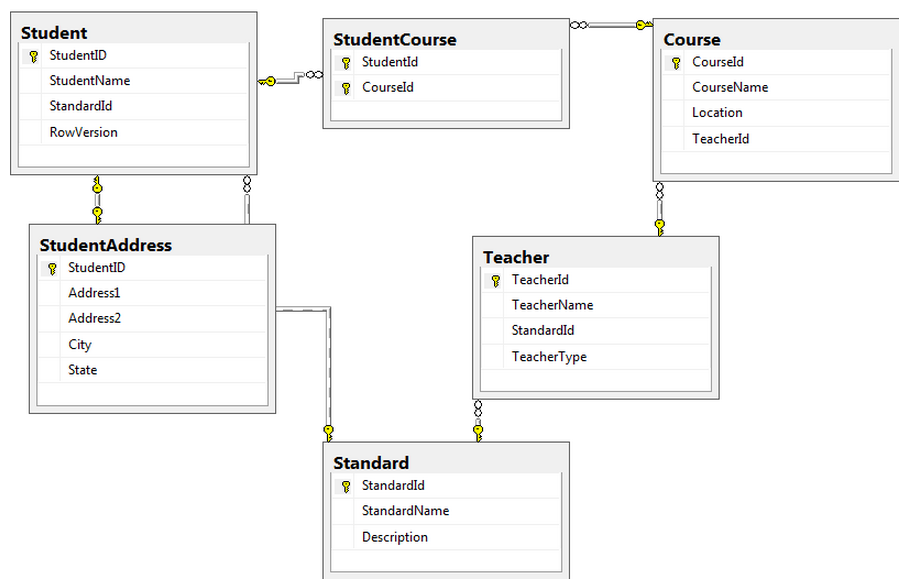 Student
StudentID
StudentName
StandardId
RowVersion
StudentCourse
StudentId
CourseId
Course
CourseId
CourseName
Location
TeacherId
StudentAddress
StudentID
Address1
Address2
City
State
Teacher
TeacherId
TeacherName
StandardId
TeacherType
Standard
StandardId
StandardName
Description